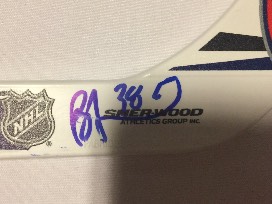 NHL
®
38
SHERWOOD
ATHLETICS GROUP INC.